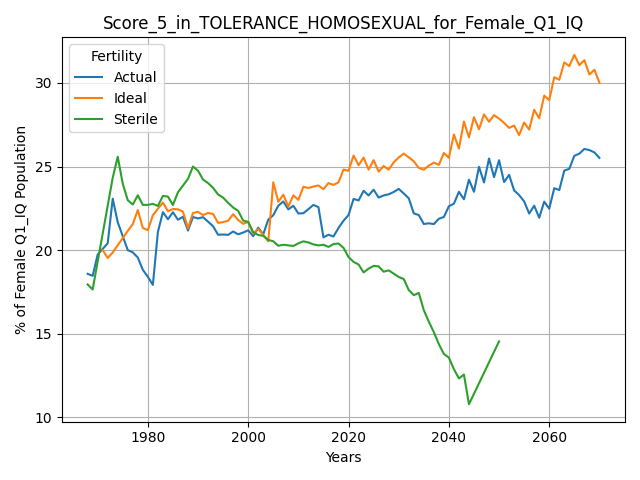 Score_5_in_TOLERANCE_HOMOSEXUAL_for_Female_Q1_IQ
Fertility
Actual
Ideal
Sterile
% of Female Q1_IQ Population
30
25
20
15
10
1980
2000
2020
2040
2060
Years